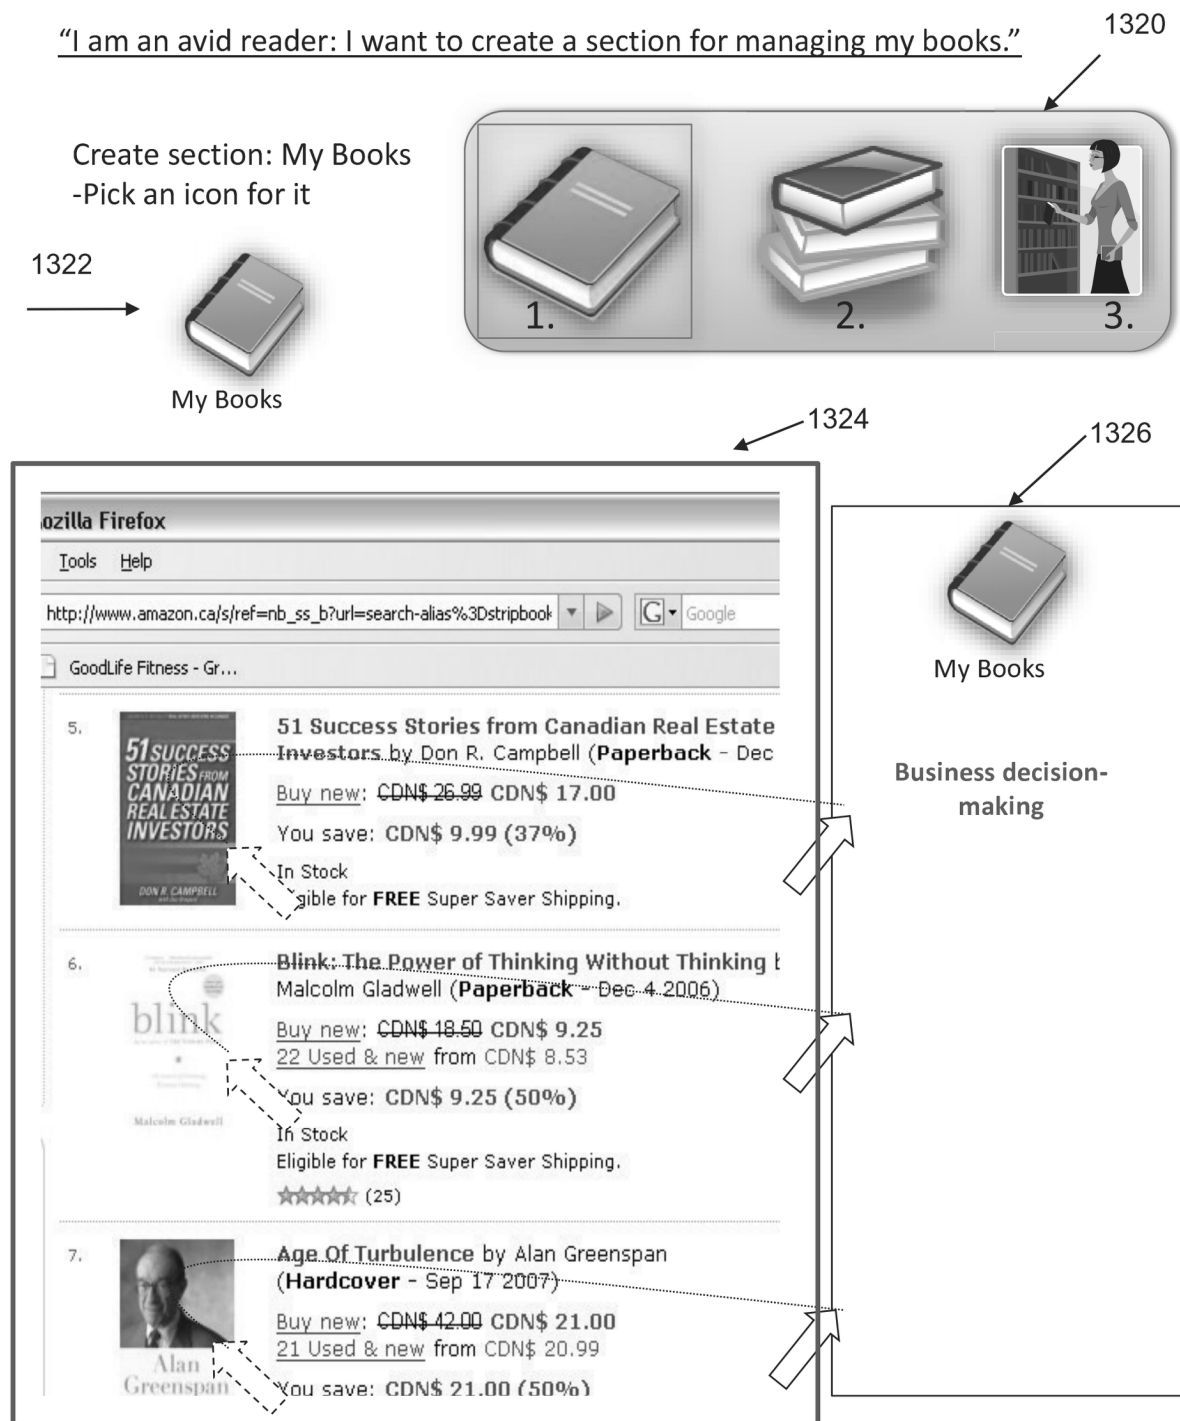 “I am an avid reader: I want to create a section for managing my books.”
1320
Create section: My Books
-Pick an icon for it
1.
2.
3.
1322
My Books
1324
1326
ozilla Firefox
Tools Help
http://www.amazon.ca/s/ref=nb_ss_b?url=search-alias%3Dstripbook
G Google
GoodLife Fitness - Gr...
My Books
Business decision-
making
5.
51 SUCCESS
STORIES FROM
CANADIAN
REAL ESTATE
INVESTORS
DON R. CAMPBELL
51 Success Stories from Canadian Real Estate
Investors by Don R. Campbell (Paperback - Dec
Buy new: CDN$ 26.99 CDN$ 17.00
You save: CDN$ 9.99 (37%)
In Stock
gible for FREE Super Saver Shipping.
6.
blink
Malcolm Gladwell
Blink: The Power of Thinking Without Thinking b
Malcolm Gladwell (Paperback - Dec 4 2006)
Buy new: CDN$ 18.50 CDN$ 9.25
22 Used & new from CDN$ 8.53
You save: CDN$ 9.25 (50%)
In Stock
Eligible for FREE Super Saver Shipping.
(25)
7.
Alan
Greenspan
Age Of Turbulence by Alan Greenspan
(Hardcover - Sep 17 2007)
Buy new: CDN$ 42.00 CDN$ 21.00
21 Used & new from CDN$ 20.99
You save: CDN$ 21.00 (50%)